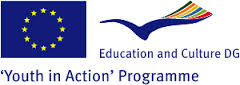 Education and Culture DG
‘Youth in Action’ Programme